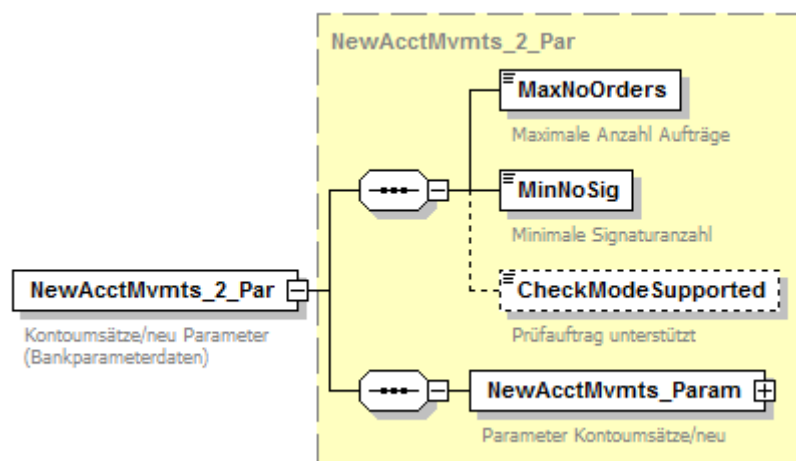 NewAcctMvmts_2_Par
MaxNoOrders
Maximale Anzahl Aufträge
MinNoSig
Minimale Signaturanzahl
NewAcctMvmts_2_Par
Kontoumsätze/neu Parameter
(Bankparameterdaten)
CheckModeSupported
Prüfauftrag unterstützt
NewAcctMvmts_Param
Parameter Kontoumsätze/neu